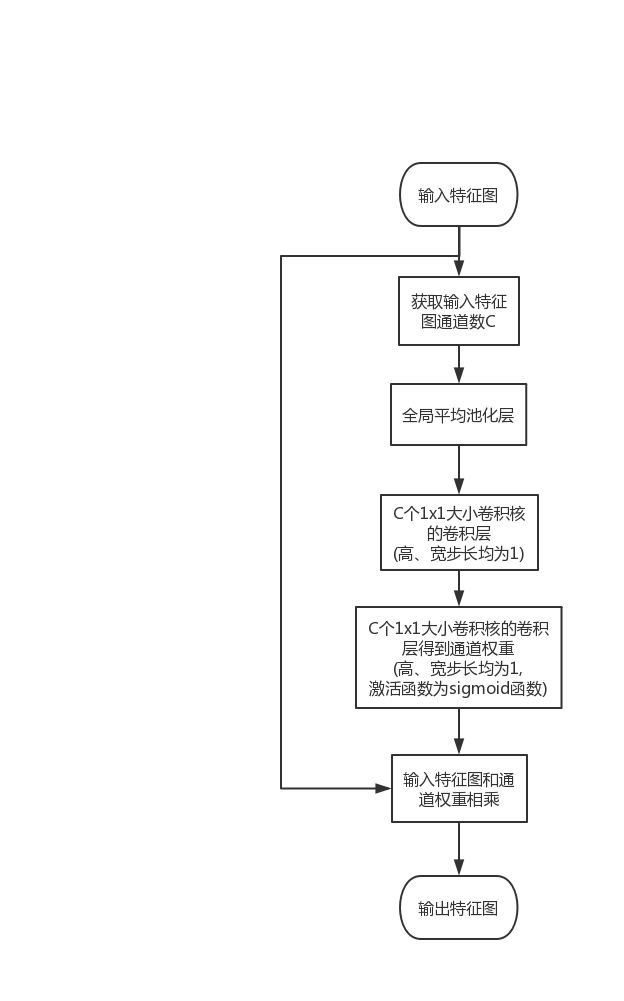 输入特征图
获取输入特征
图通道数C
全局平均池化层
C个1x1大小卷积核
的卷积层
(高、宽步长均为1)
C个1x1大小卷积核的卷积
层得到通道权重
(高、宽步长均为1,
激活函数为sigmoid函数)
输入特征图和通
道权重相乘
输出特征图